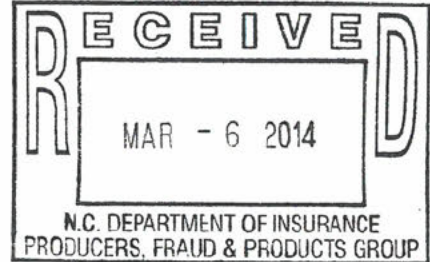 RECEIVED
MAR - 6 2014
N.C. DEPARTMENT OF INSURANCE
PRODUCERS, FRAUD & PRODUCTS GROUP